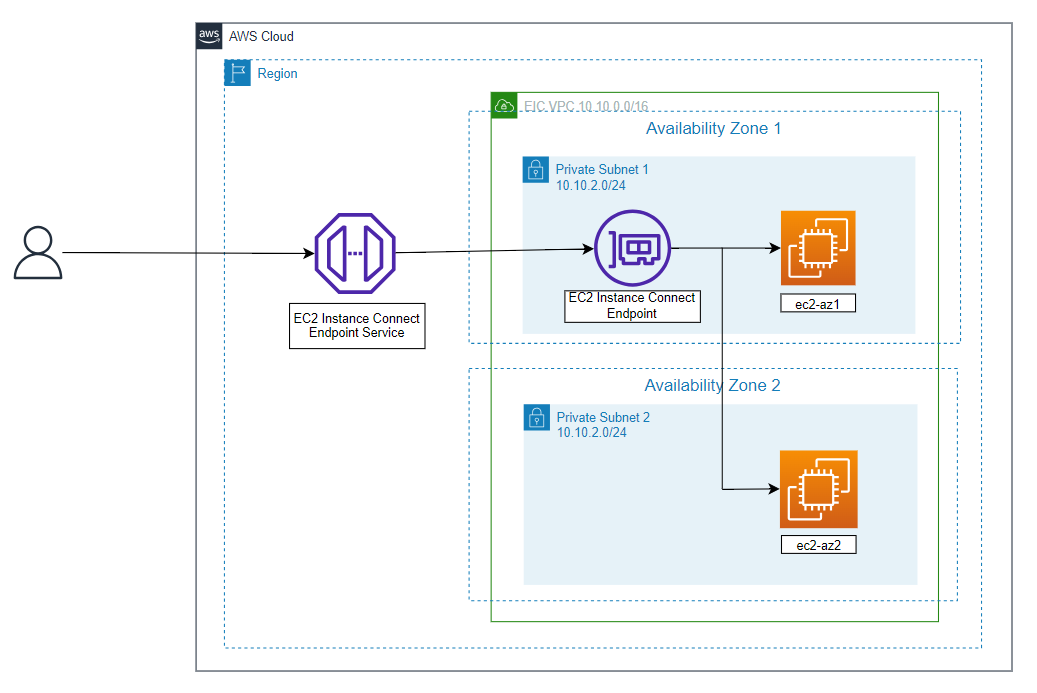 aws
AWS Cloud
Region
EIC VPC 10.10.0.0/16
Availability Zone 1
Private Subnet 1
10.10.2.0/24
EC2 Instance Connect
Endpoint Service
EC2 Instance Connect
Endpoint
ec2-az1
Availability Zone 2
Private Subnet 2
10.10.2.0/24
ec2-az2